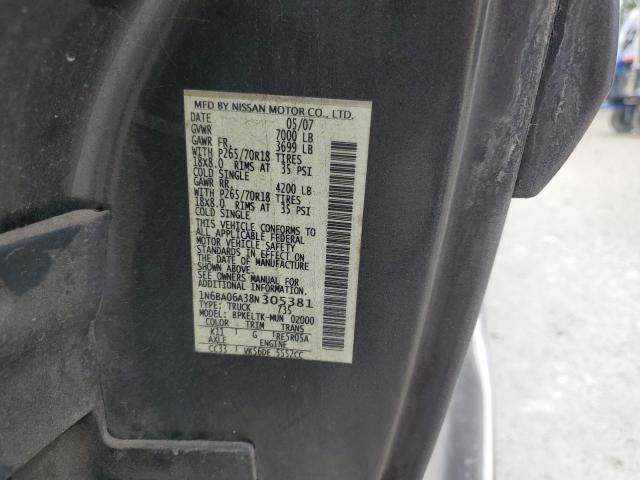 MFD BY NISSAN MOTOR CO., LTD.
DATE 05/07
GVWR 7000 LB
GAWR FR. 3699 LB
WITH P265/70R18 TIRES
18X8.0 RIMS AT 35 PSI
COLD SINGLE
GAWR RR. 4200 LB
WITH P265/70R18 TIRES
18X8.0 RIMS AT 35 PSI
COLD SINGLE
THIS VEHICLE CONFORMS TO
ALL APPLICABLE FEDERAL
MOTOR VEHICLE SAFETY
STANDARDS IN EFFECT ON
THE DATE OF MANUFACTURE
SHOWN ABOVE.
SEE OWNERS MANUAL FOR
ADDITIONAL INFORMATION.
1N6BA06A38N305381
TYPE: TRUCK 735
MODEL: BPKELTK-MUN 02000
COLOR TRIM TRANS
K11 G RE5R05A
AXLE ENGINE
CC33 VK56DE 5552CC